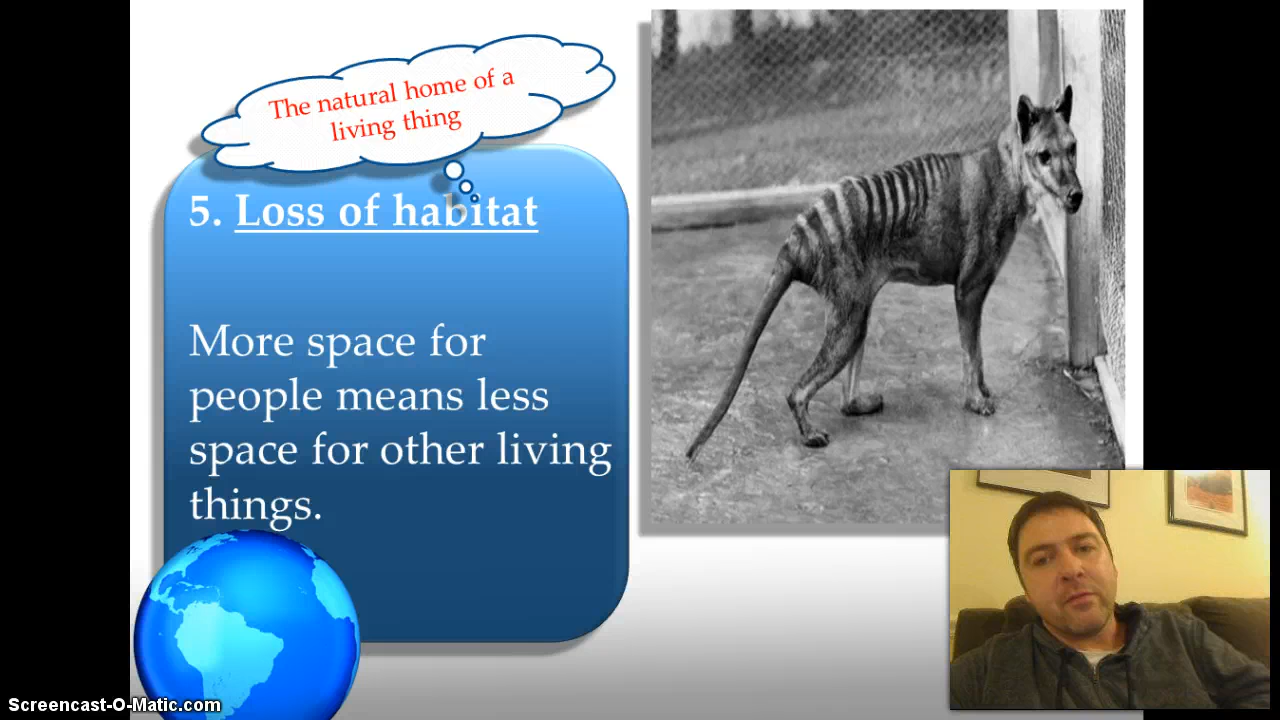 The natural home of a
living thing
5. Loss of habitat
More space for
people means less
space for other living
things.
Screencast-O-Matic.com